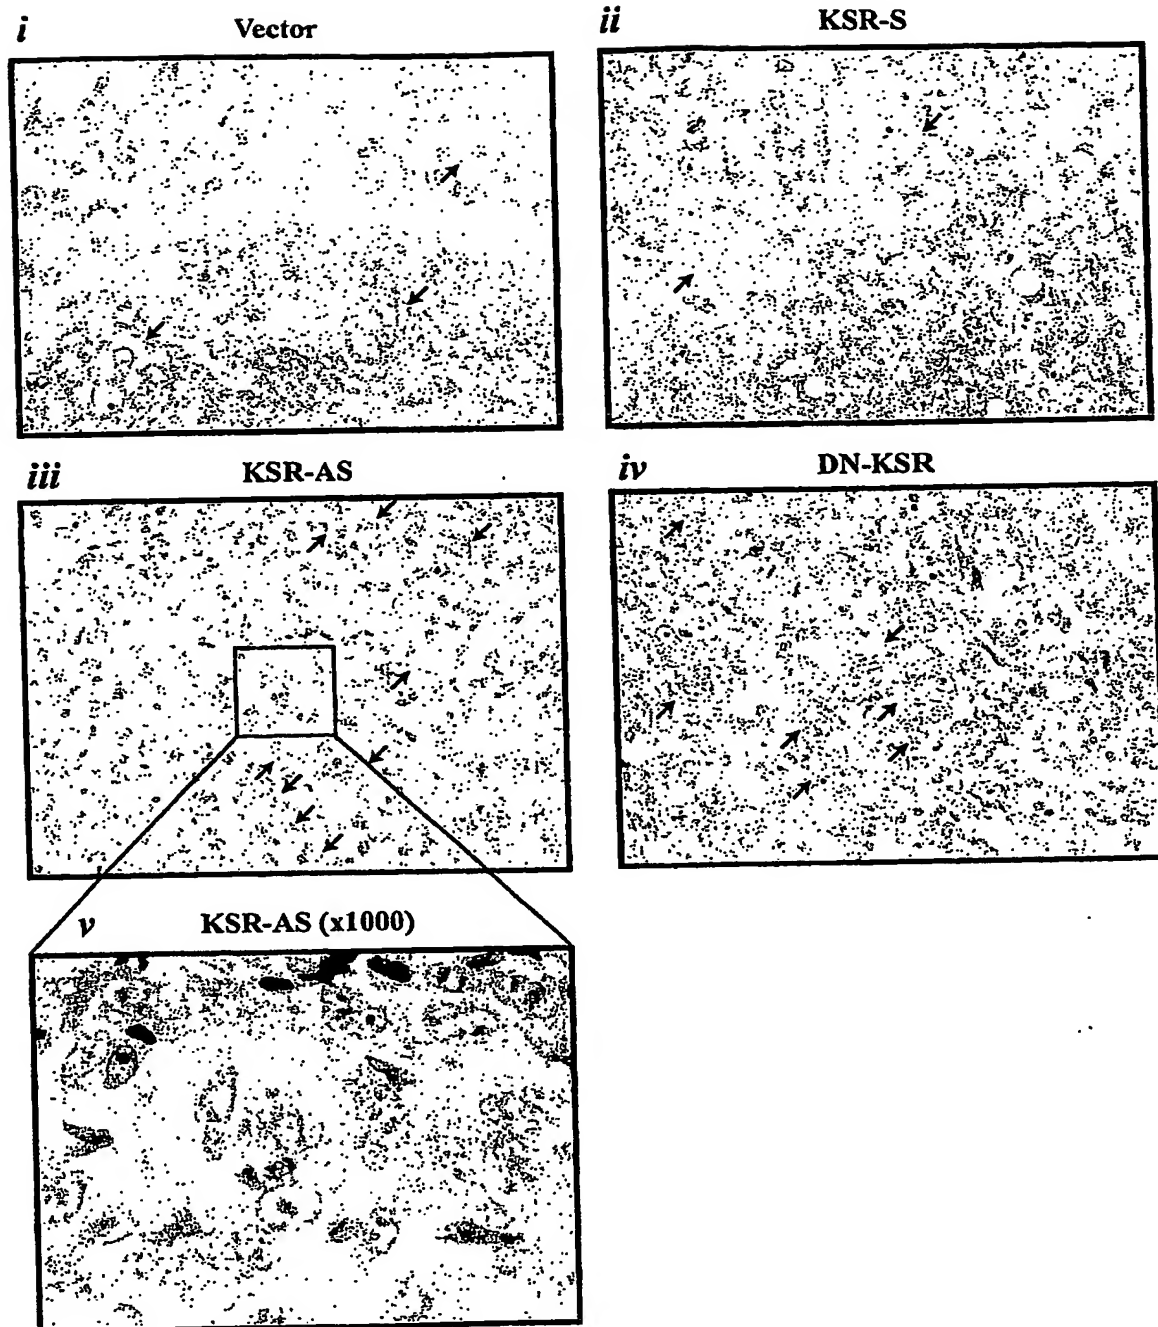 i Vector
ii KSR-S
iii KSR-AS
iv DN-KSR
v KSR-AS (x1000)